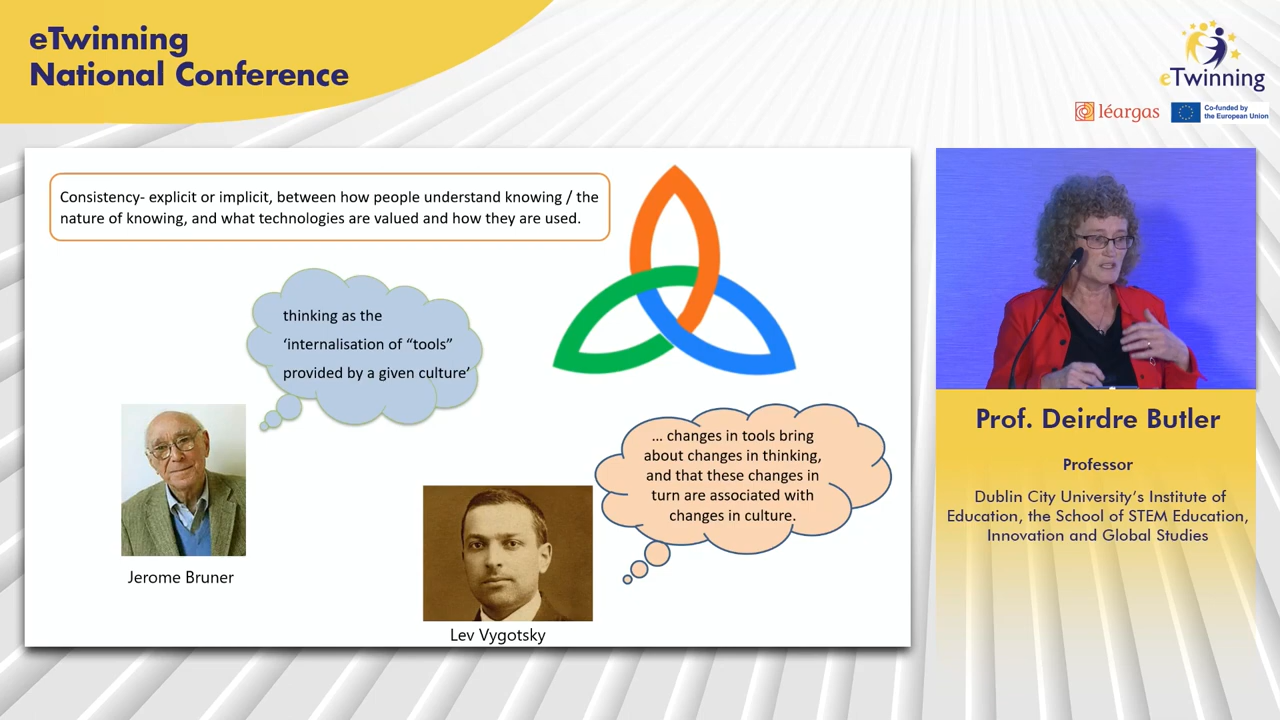 eTwinning
National Conference
eTwinning
léargas
Co-funded by
the European Union
Consistency- explicit or implicit, between how people understand knowing / the
nature of knowing, and what technologies are valued and how they are used.
thinking as the
‘internalisation of “tools”
provided by a given culture’
Jerome Bruner
... changes in tools bring
about changes in thinking,
and that these changes in
turn are associated with
changes in culture.
Lev Vygotsky
Prof. Deirdre Butler
Professor
Dublin City University’s Institute of
Education, the School of STEM Education,
Innovation and Global Studies